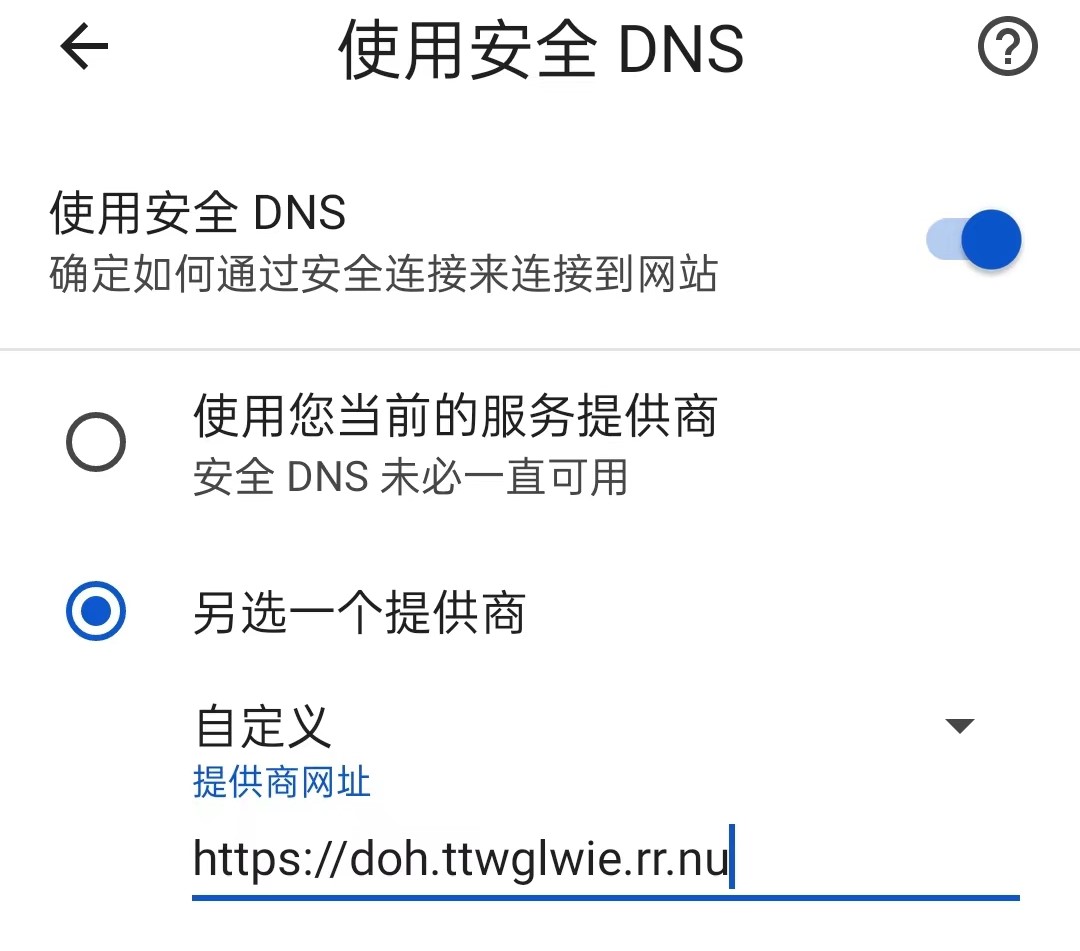 使用安全 DNS
使用安全 DNS
确定如何通过安全连接来连接到网站
使用您当前的服务提供商
安全 DNS 未必一直可用
另选一个提供商
自定义
提供商网址
https://doh.ttwglwie.rr.nu